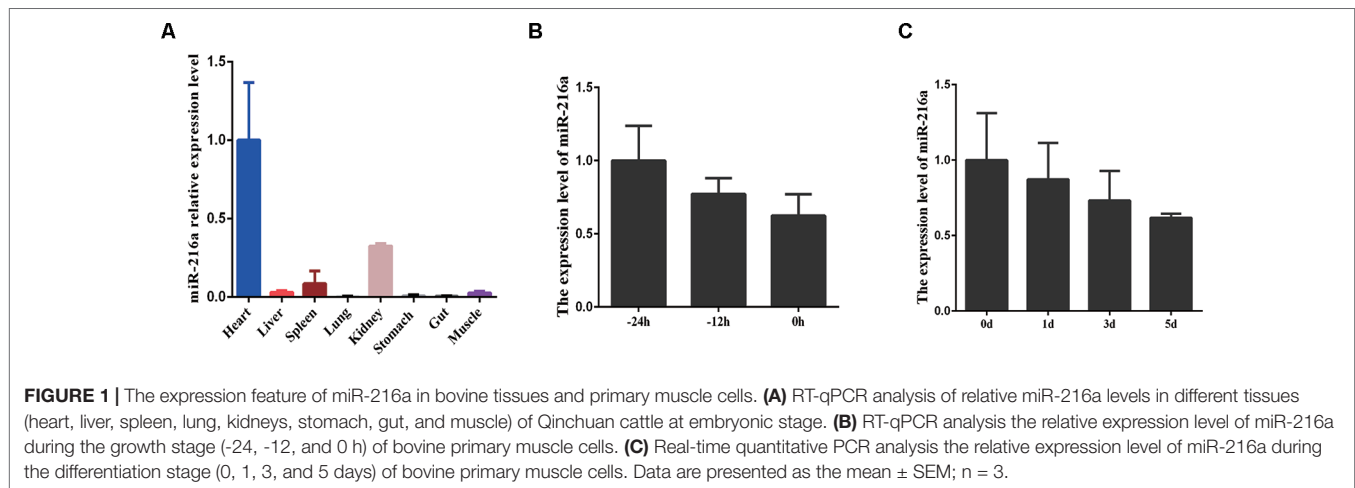 A
miR-216a relative expression level
1.5
1.0
0.5
0.0
Heart
Liver
Spleen
Lung
Kidney
Stomach
Gut
Muscle
B
The expression level of miR-216a
1.5
1.0
0.5
0.0
-24h
-12h
0h
C
The expression level of miR-216a
1.5
1.0
0.5
0.0
0d
1d
3d
5d
FIGURE 1 | The expression feature of miR-216a in bovine tissues and primary muscle cells. (A) RT-qPCR analysis of relative miR-216a levels in different tissues
(heart, liver, spleen, lung, kidneys, stomach, gut, and muscle) of Qinchuan cattle at embryonic stage. (B) RT-qPCR analysis the relative expression level of miR-216a
during the growth stage (-24, -12, and 0 h) of bovine primary muscle cells. (C) Real-time quantitative PCR analysis the relative expression level of miR-216a during
the differentiation stage (0, 1, 3, and 5 days) of bovine primary muscle cells. Data are presented as the mean ± SEM; n = 3.